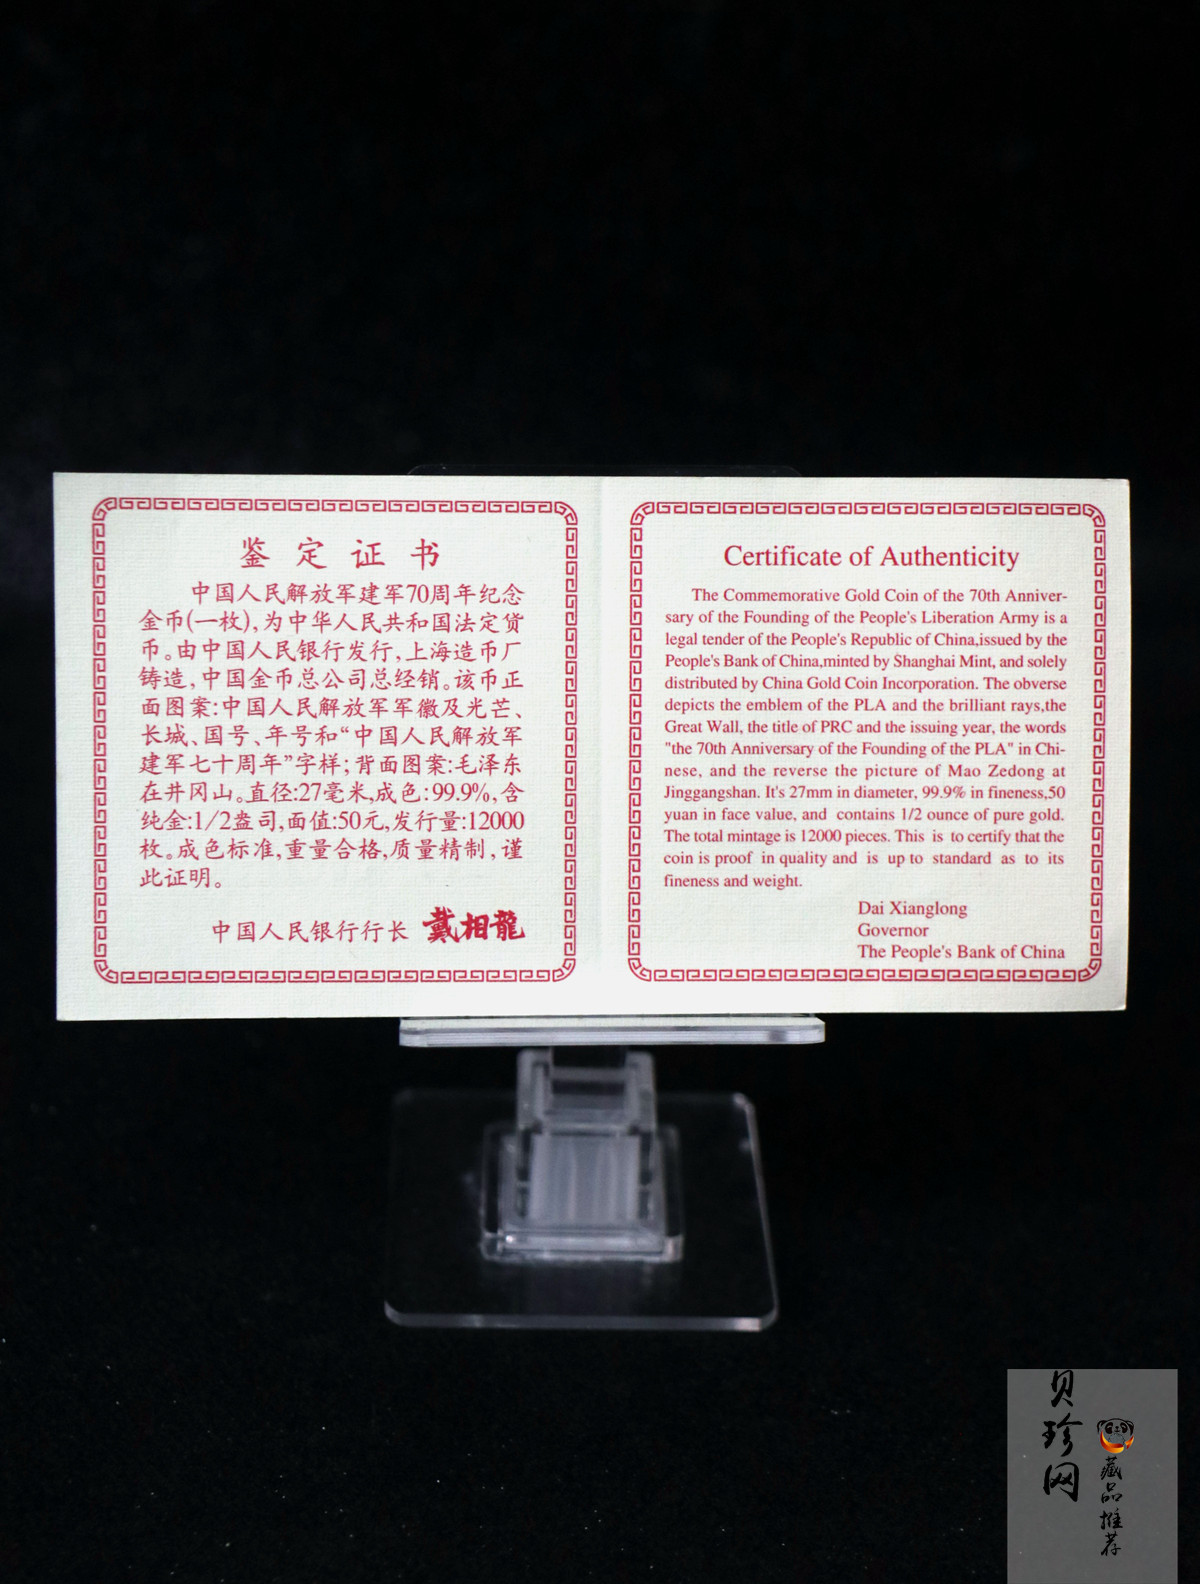 鉴定证书
中国人民解放军建军70周年纪念
金币(一枚),为中华人民共和国法定货
币。由中国人民银行发行,上海造币厂
铸造,中国金币总公司总经销。该币正
面图案:中国人民解放军军徽及光芒、
长城、国号、年号和“中国人民解放军
建军七十周年”字样;背面图案:毛泽东
在井冈山。直径:27毫米,成色:99.9%,含
纯金:1/2盎司,面值:50元,发行量:12000
枚。成色标准,重量合格,质量精制,谨
此证明。
中国人民银行行长 戴相龍
Certificate of Authenticity
The Commemorative Gold Coin of the 70th Anniver-
sary of the Founding of the People's Liberation Army is a
legal tender of the People's Republic of China,issued by the
People's Bank of China,minted by Shanghai Mint, and solely
distributed by China Gold Coin Incorporation. The obverse
depicts the emblem of the PLA and the brilliant rays,the
Great Wall, the title of PRC and the issuing year, the words
"the 70th Anniversary of the Founding of the PLA" in Chi-
nese, and the reverse the picture of Mao Zedong at
Jinggangshan. It's 27mm in diameter, 99.9% in fineness,50
yuan in face value, and contains 1/2 ounce of pure gold.
The total mintage is 12000 pieces. This is to certify that the
coin is proof in quality and is up to standard as to its
fineness and weight.
Dai Xianglong
Governor
The People's Bank of China
贝珍网
藏品推荐